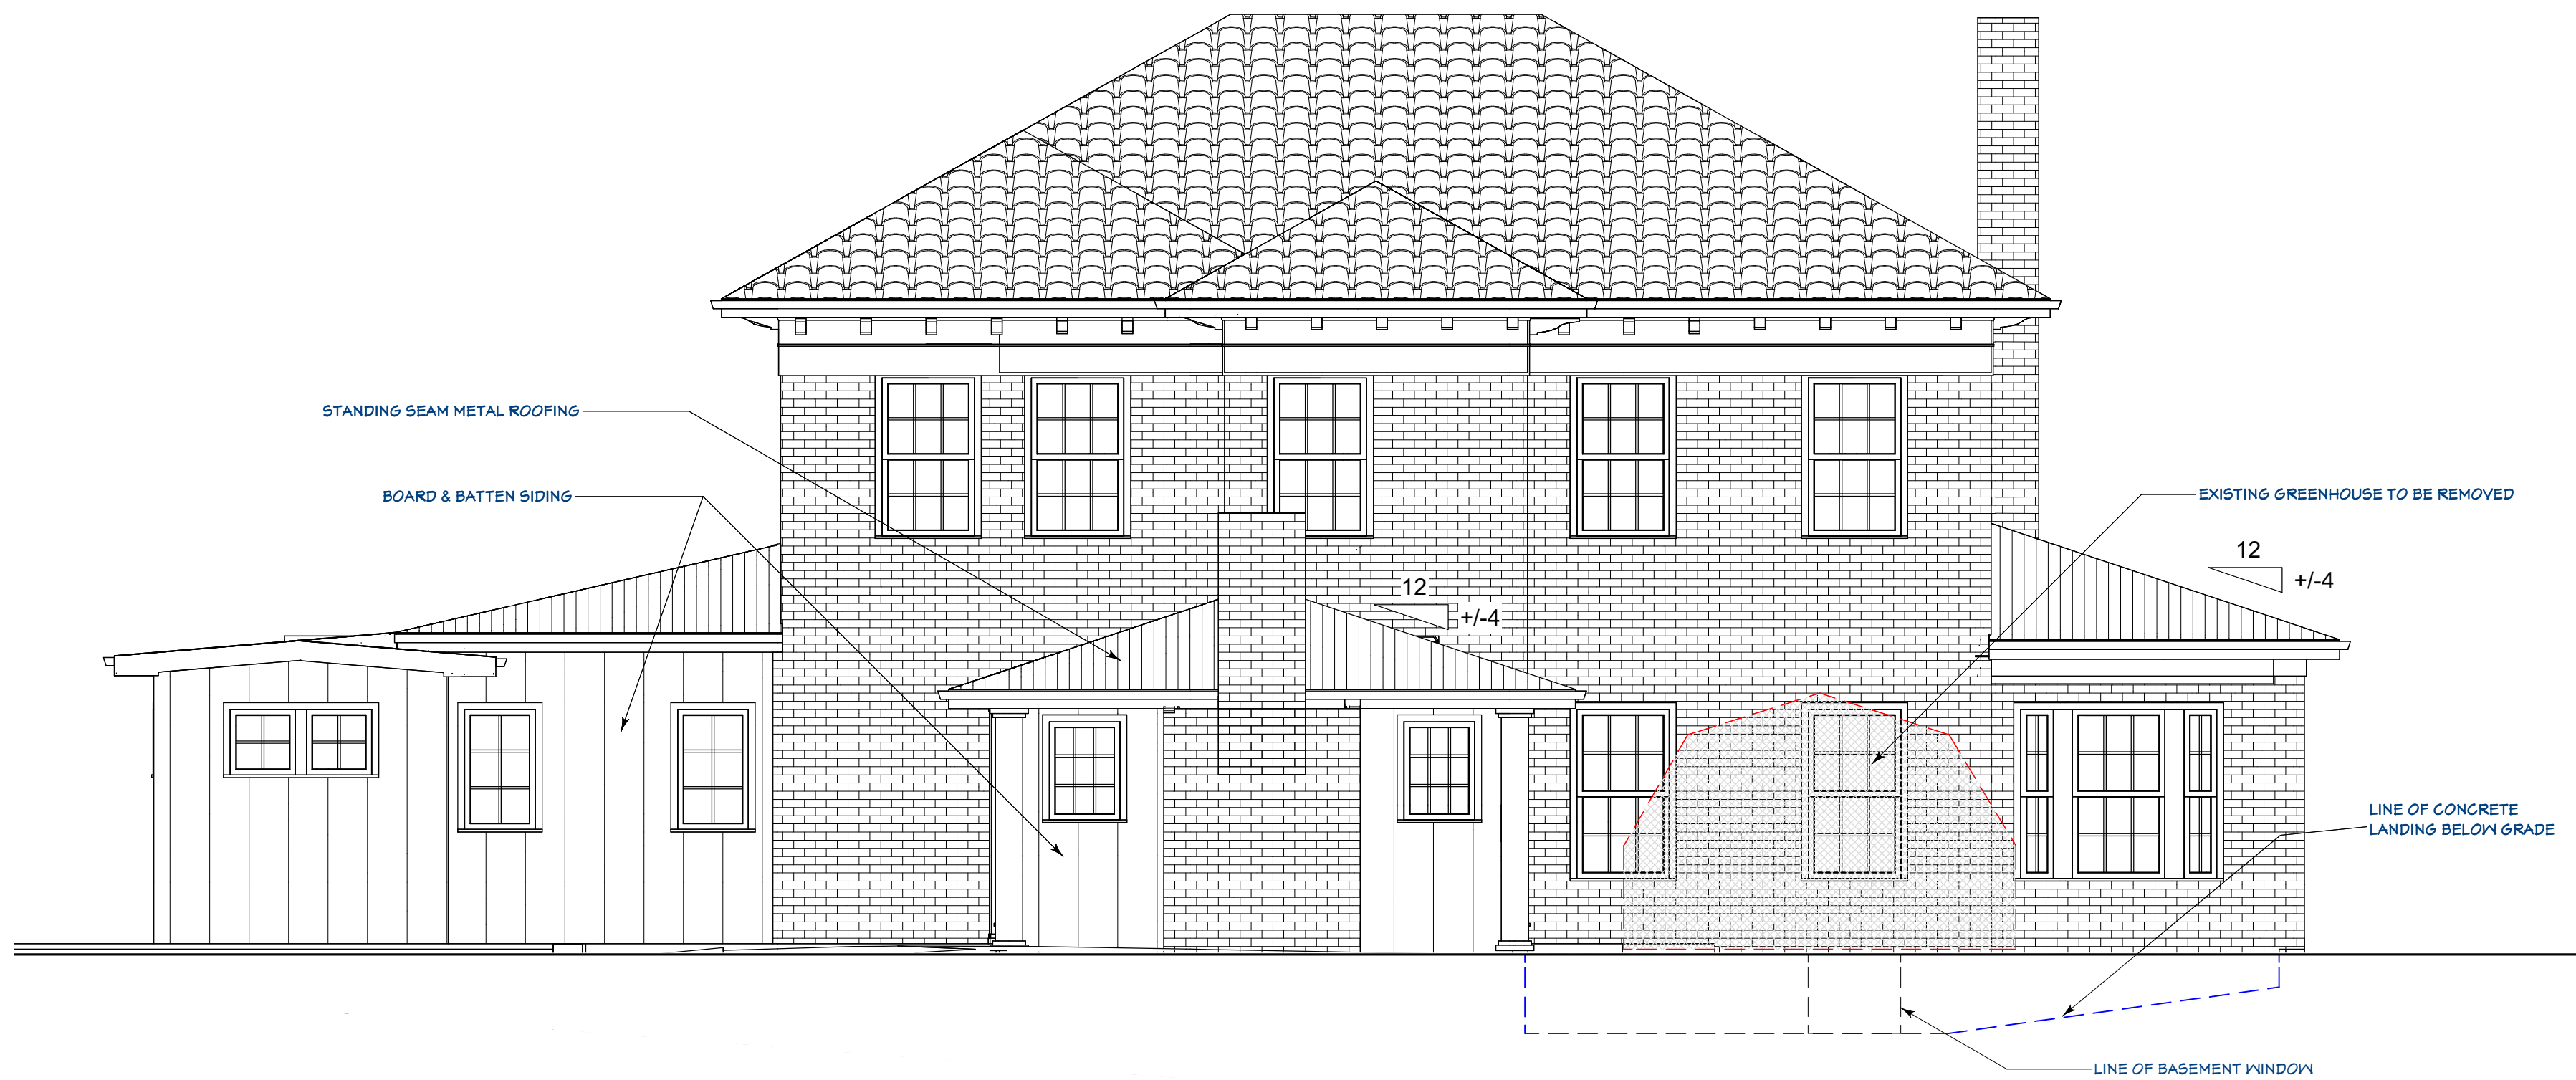 STANDING SEAM METAL ROOFING
BOARD & BATTEN SIDING
EXISTING GREENHOUSE TO BE REMOVED
12
+/-4
12
+/-4
LINE OF CONCRETE
LANDING BELOW GRADE
LINE OF BASEMENT WINDOW